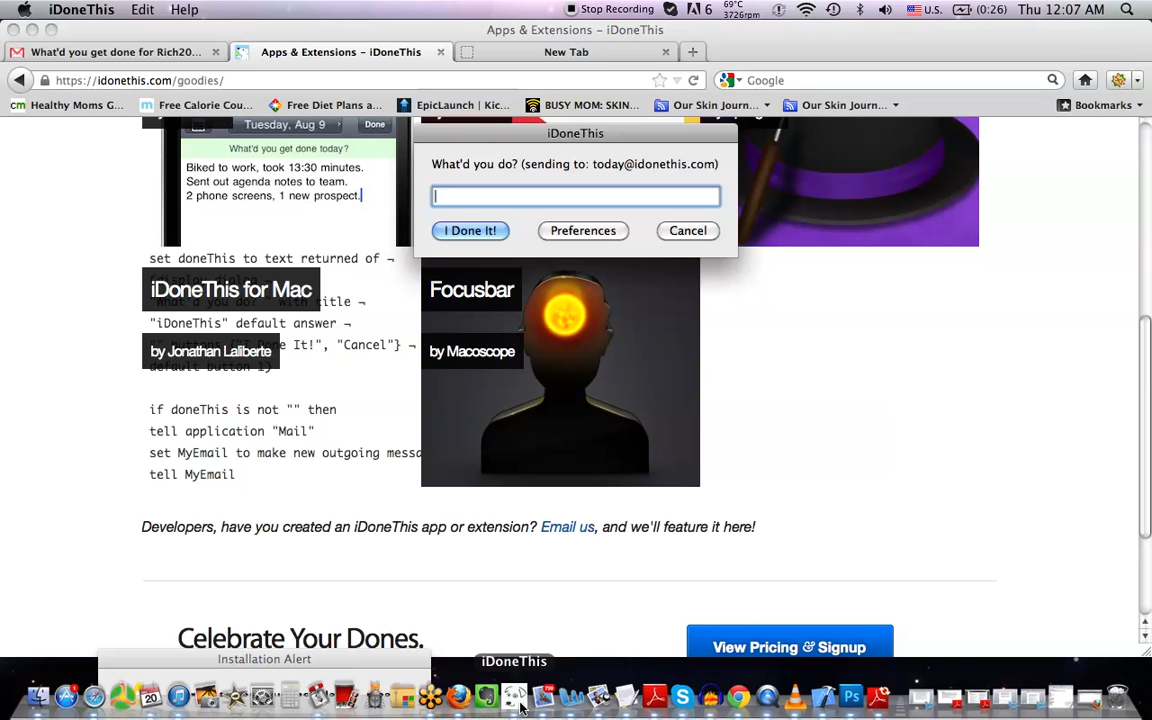 iDoneThis Edit Help
Stop Recording 6 69°C 3726rpm U.S. (0:26) Thu 12:07 AM
Apps & Extensions – iDoneThis
What'd you get done for Rich20... Apps & Extensions – iDoneThis New Tab
https://idonethis.com/goodies/ Google
Healthy Moms G... Free Calorie Cou... Free Diet Plans a... EpicLaunch | Kic... BUSY MOM: SKIN... Our Skin Journ... Our Skin Journ... Bookmarks
Tuesday, Aug 9 Done
What'd you get done today?
Biked to work, took 13:30 minutes.
Sent out agenda notes to team.
2 phone screens, 1 new prospect.
iDoneThis
What'd you do? (sending to: today@idonethis.com)
I Done It! Preferences Cancel
set doneThis to text returned of ¬
iDoneThis for Mac
"iDoneThis" default answer ¬
by Jonathan Laliberte
default button 1)
if doneThis is not "" then
tell application "Mail"
set MyEmail to make new outgoing messa
tell MyEmail
Focusbar
by Macoscope
Developers, have you created an iDoneThis app or extension? Email us, and we'll feature it here!
Celebrate Your Dones.
View Pricing & Signup
Installation Alert
iDoneThis